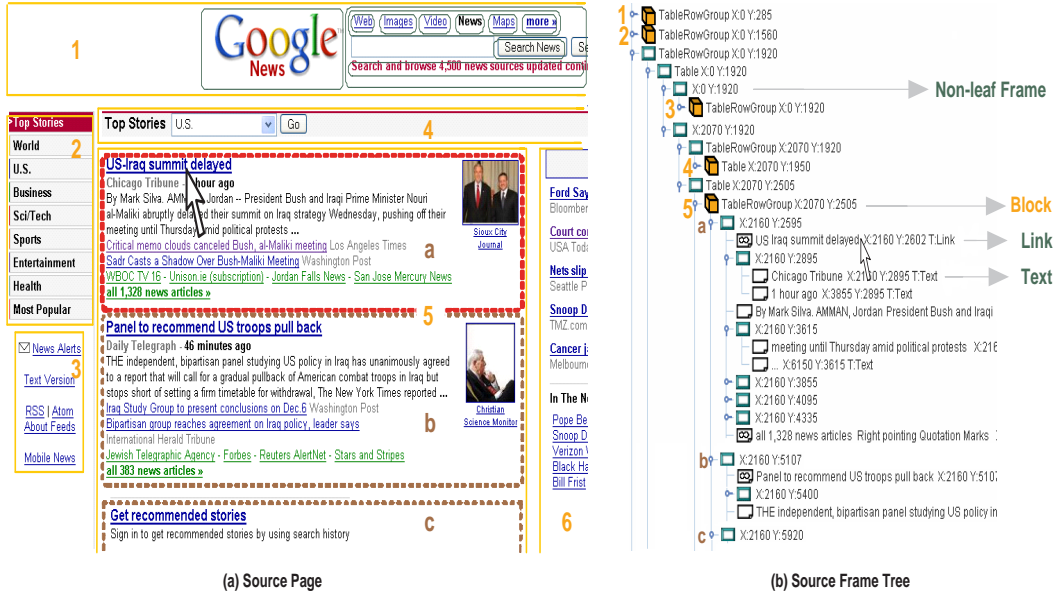 1
Google
News
Web Images Video News Maps more »
Search News Se
Search and browse 4,500 news sources updated conti
>Top Stories
World
2
U.S.
Business
Sci/Tech
Sports
Entertainment
Health
Most Popular
News Alerts
3
Text Version
RSS | Atom
About Feeds
Mobile News
Top Stories U.S. Go
4
US-Iraq summit delayed
Chicago Tribune - hour ago
By Mark Silva. AMMAN, Jordan -- President Bush and Iraqi Prime Minister Nouri
al-Maliki abruptly delayed their summit on Iraq strategy Wednesday, pushing off their
meeting until Thursday amid political protests ...
Critical memo clouds canceled Bush, al-Maliki meeting Los Angeles Times
Sadr Casts a Shadow Over Bush-Maliki Meeting Washington Post
WBOC TV 16 - Unison.ie (subscription) - Jordan Falls News - San Jose Mercury News
all 1,328 news articles »
Sioux City
Journal
a
5
Panel to recommend US troops pull back
Daily Telegraph - 46 minutes ago
THE independent, bipartisan panel studying US policy in Iraq has unanimously agreed
to a report that will call for a gradual pullback of American combat troops in Iraq but
stops short of setting a firm timetable for withdrawal, The New York Times reported ...
Iraq Study Group to present conclusions on Dec.6 Washington Post
Bipartisan group reaches agreement on Iraq policy, leader says
International Herald Tribune
Jewish Telegraphic Agency - Forbes - Reuters AlertNet - Stars and Stripes
all 383 news articles »
Christian
Science Monitor
b
Get recommended stories
Sign in to get recommended stories by using search history
c
Ford Say
Bloomber
Court co
USA Toda
Nets slip
Seattle P
Snoop D
TMZ.com
Cancer ja
Melbourne
In The Ne
Pope Be
Snoop D
Verizon W
Black Ha
Bill Frist
6
(a) Source Page
1 TableRowGroup X:0 Y:285
2 TableRowGroup X:0 Y:1560
TableRowGroup X:0 Y:1920
Table X:0 Y:1920
X:0 Y:1920 Non-leaf Frame
3 TableRowGroup X:0 Y:1920
X:2070 Y:1920
TableRowGroup X:2070 Y:1920
4 Table X:2070 Y:1950
Table X:2070 Y:2505
5 TableRowGroup X:2070 Y:2505 Block
a X:2160 Y:2595
US Iraq summit delayed X:2160 Y:2602 T:Link Link
X:2160 Y:2895
Chicago Tribune X:2160 Y:2895 T:Text Text
1 hour ago X:3855 Y:2895 T:Text
By Mark Silva. AMMAN, Jordan President Bush and Iraqi
X:2160 Y:3615
meeting until Thursday amid political protests X:216
... X:6150 Y:3615 T:Text
X:2160 Y:3855
X:2160 Y:4095
X:2160 Y:4335
all 1,328 news articles Right pointing Quotation Marks
b X:2160 Y:5107
Panel to recommend US troops pull back X:2160 Y:5107
X:2160 Y:5400
THE independent, bipartisan panel studying US policy in
c X:2160 Y:5920
(b) Source Frame Tree